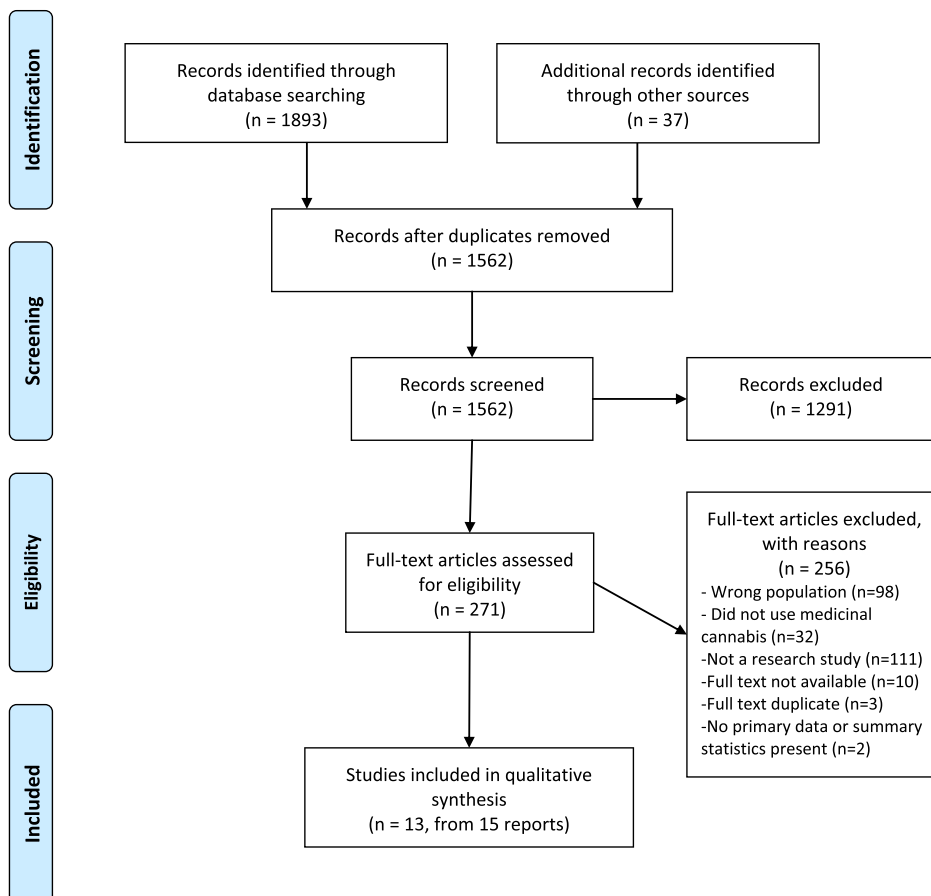 Identification
Records identified through
database searching
(n = 1893)
Additional records identified
through other sources
(n = 37)
Records after duplicates removed
(n = 1562)
Screening
Records screened
(n = 1562)
Records excluded
(n = 1291)
Eligibility
Full-text articles assessed
for eligibility
(n = 271)
Full-text articles excluded,
with reasons
(n = 256)
- Wrong population (n=98)
- Did not use medicinal
cannabis (n=32)
-Not a research study (n=111)
-Full text not available (n=10)
-Full text duplicate (n=3)
-No primary data or summary
statistics present (n=2)
Included
Studies included in qualitative
synthesis
(n = 13, from 15 reports)